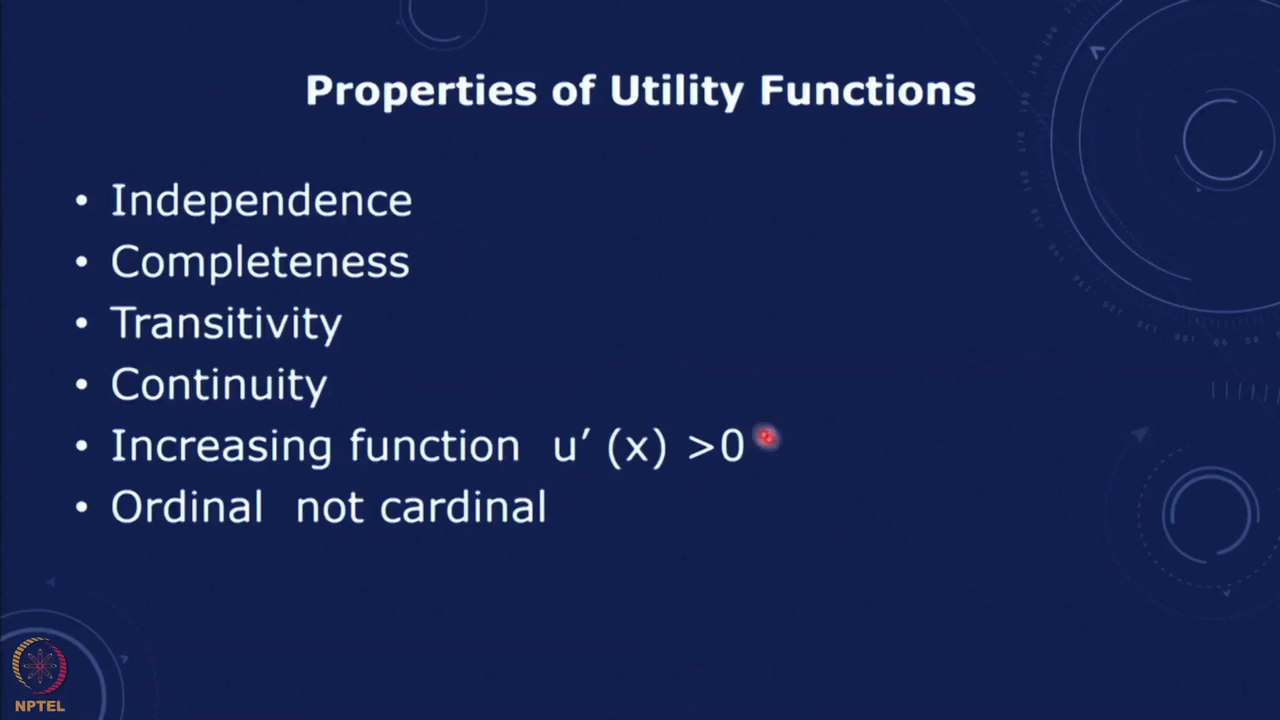 Properties of Utility Functions
• Independence
• Completeness
• Transitivity
• Continuity
• Increasing function u′ (x) >0
• Ordinal not cardinal
NPTEL